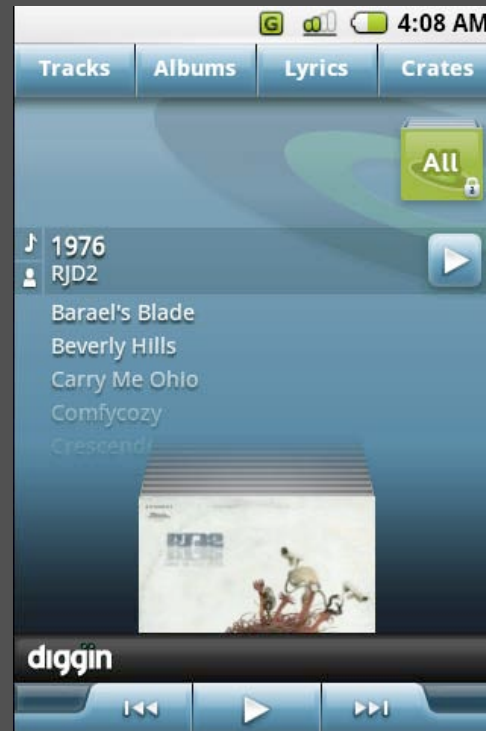 G 4:08 AM
Tracks Albums Lyrics Crates
All
1976
RJD2
Barael's Blade
Beverly Hills
Carry Me Ohio
Comfycozy
RJD2
diggin